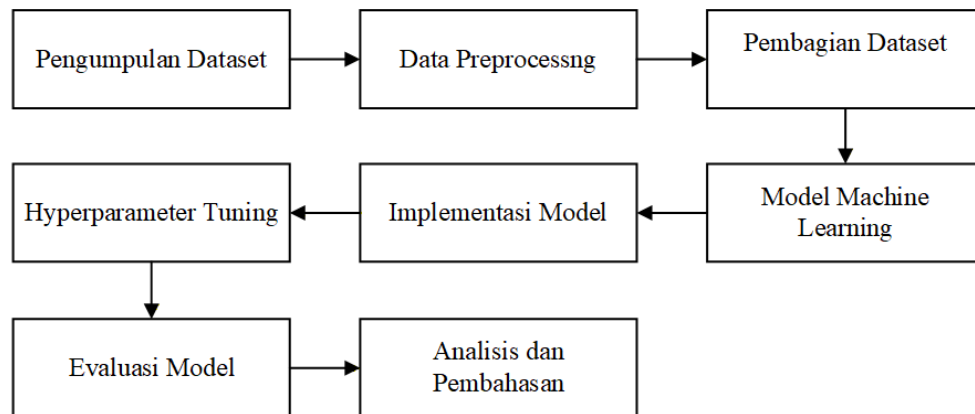 Pengumpulan Dataset
Data Preprocessng
Pembagian Dataset
Model Machine
Learning
Implementasi Model
Hyperparameter Tuning
Evaluasi Model
Analisis dan
Pembahasan